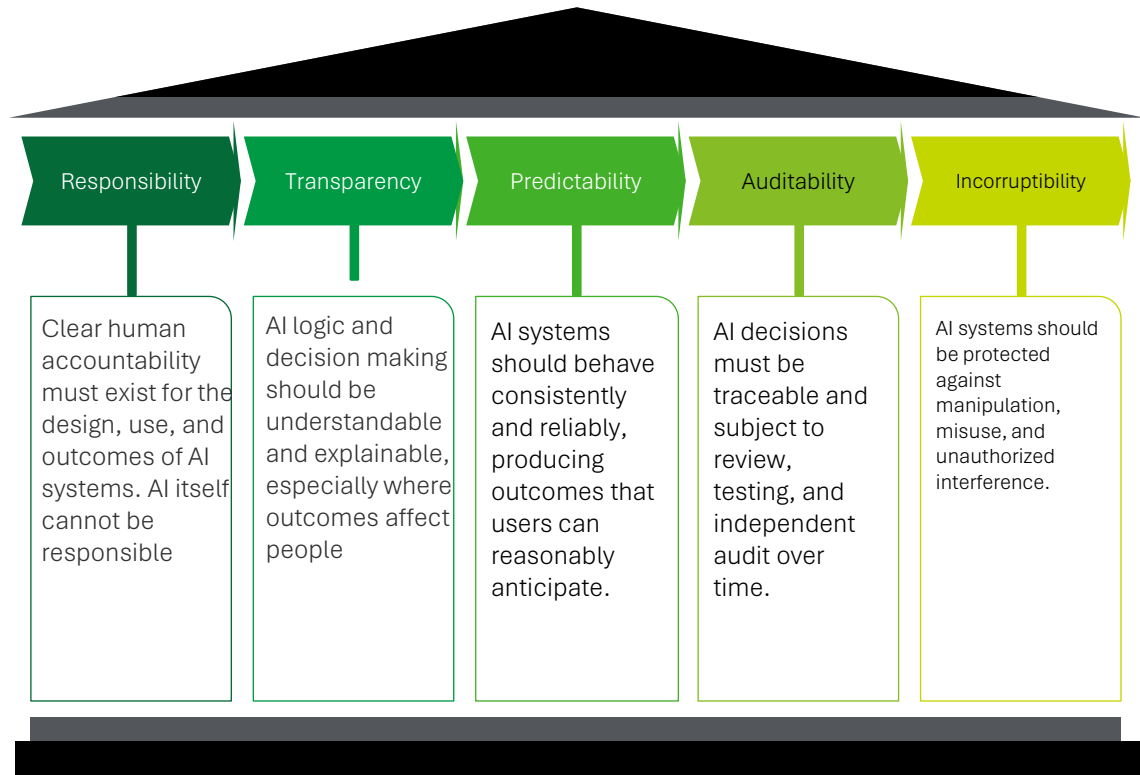 Responsibility
Transparency
Predictability
Auditability
Incorruptibility
Clear human
accountability
must exist for the
design, use, and
outcomes of AI
systems. AI itself
cannot be
responsible
AI logic and
decision making
should be
understandable
and explainable,
especially where
outcomes affect
people
AI systems
should behave
consistently
and reliably,
producing
outcomes that
users can
reasonably
anticipate.
AI decisions
must be
traceable and
subject to
review,
testing, and
independent
audit over
time.
AI systems should
be protected
against
manipulation,
misuse, and
unauthorized
interference.